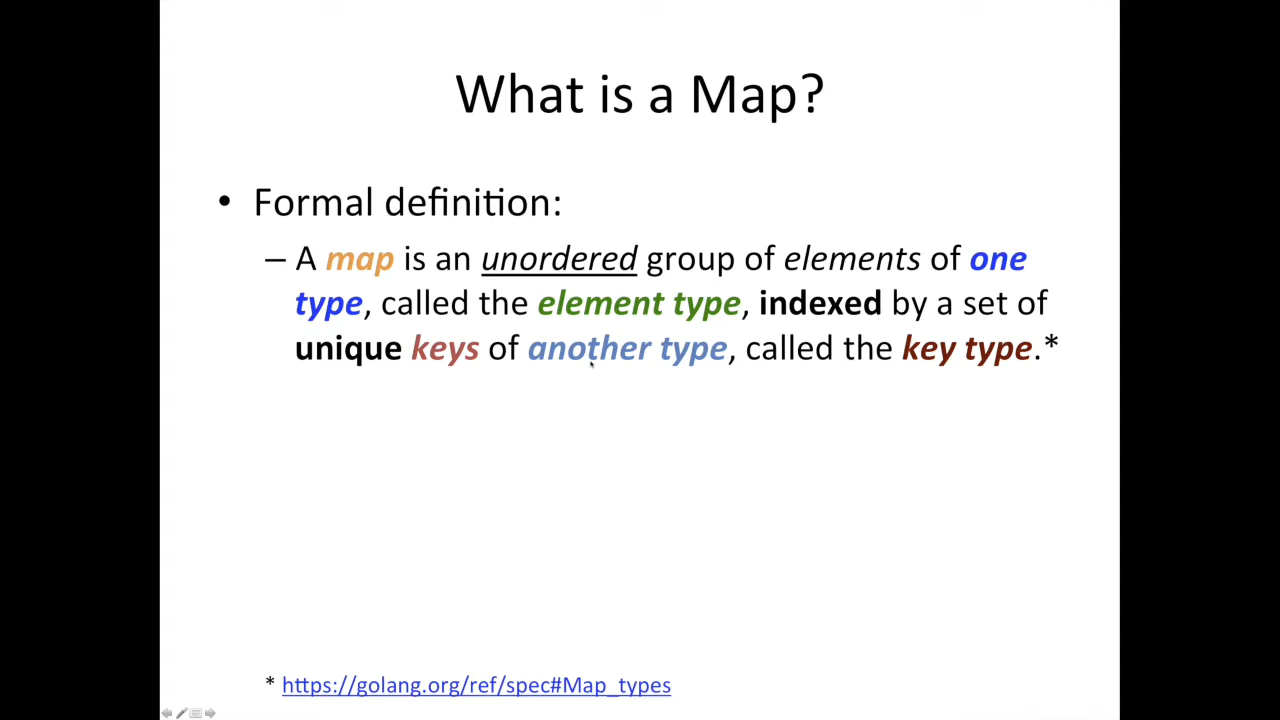 What is a Map?
• Formal definition:
– A map is an unordered group of elements of one
type, called the element type, indexed by a set of
unique keys of another type, called the key type.*
* https://golang.org/ref/spec#Map_types